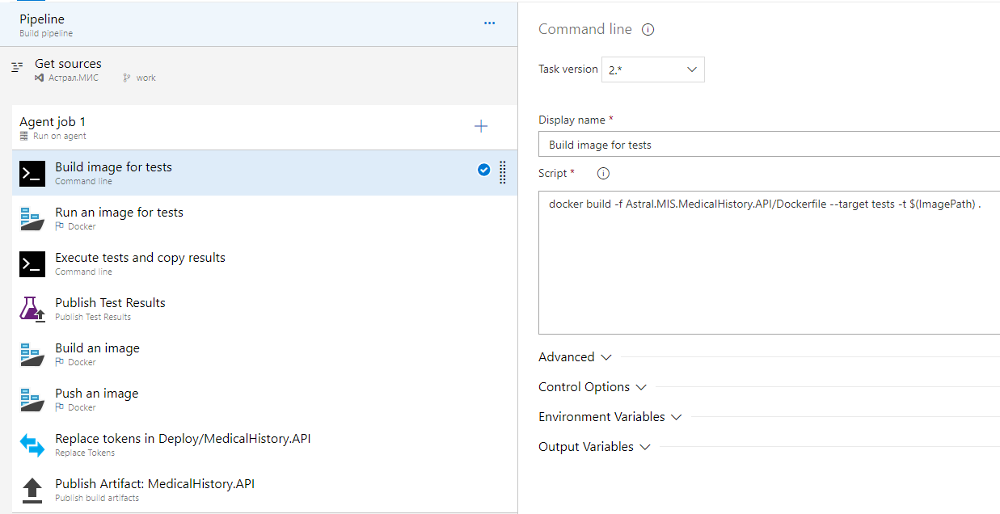 Pipeline
...
Build pipeline
Get sources
Астрал.МИС work
Agent job 1
Run on agent
Build image for tests
Command line
Run an image for tests
Docker
Execute tests and copy results
Command line
Publish Test Results
Publish Test Results
Build an image
Docker
Push an image
Docker
Replace tokens in Deploy/MedicalHistory.API
Replace Tokens
Publish Artifact: MedicalHistory.API
Publish build artifacts
Command line
Task version 2.*
Display name *
Build image for tests
Script *
docker build -f Astral.MIS.MedicalHistory.API/Dockerfile --target tests -t $(ImagePath) .
Advanced
Control Options
Environment Variables
Output Variables